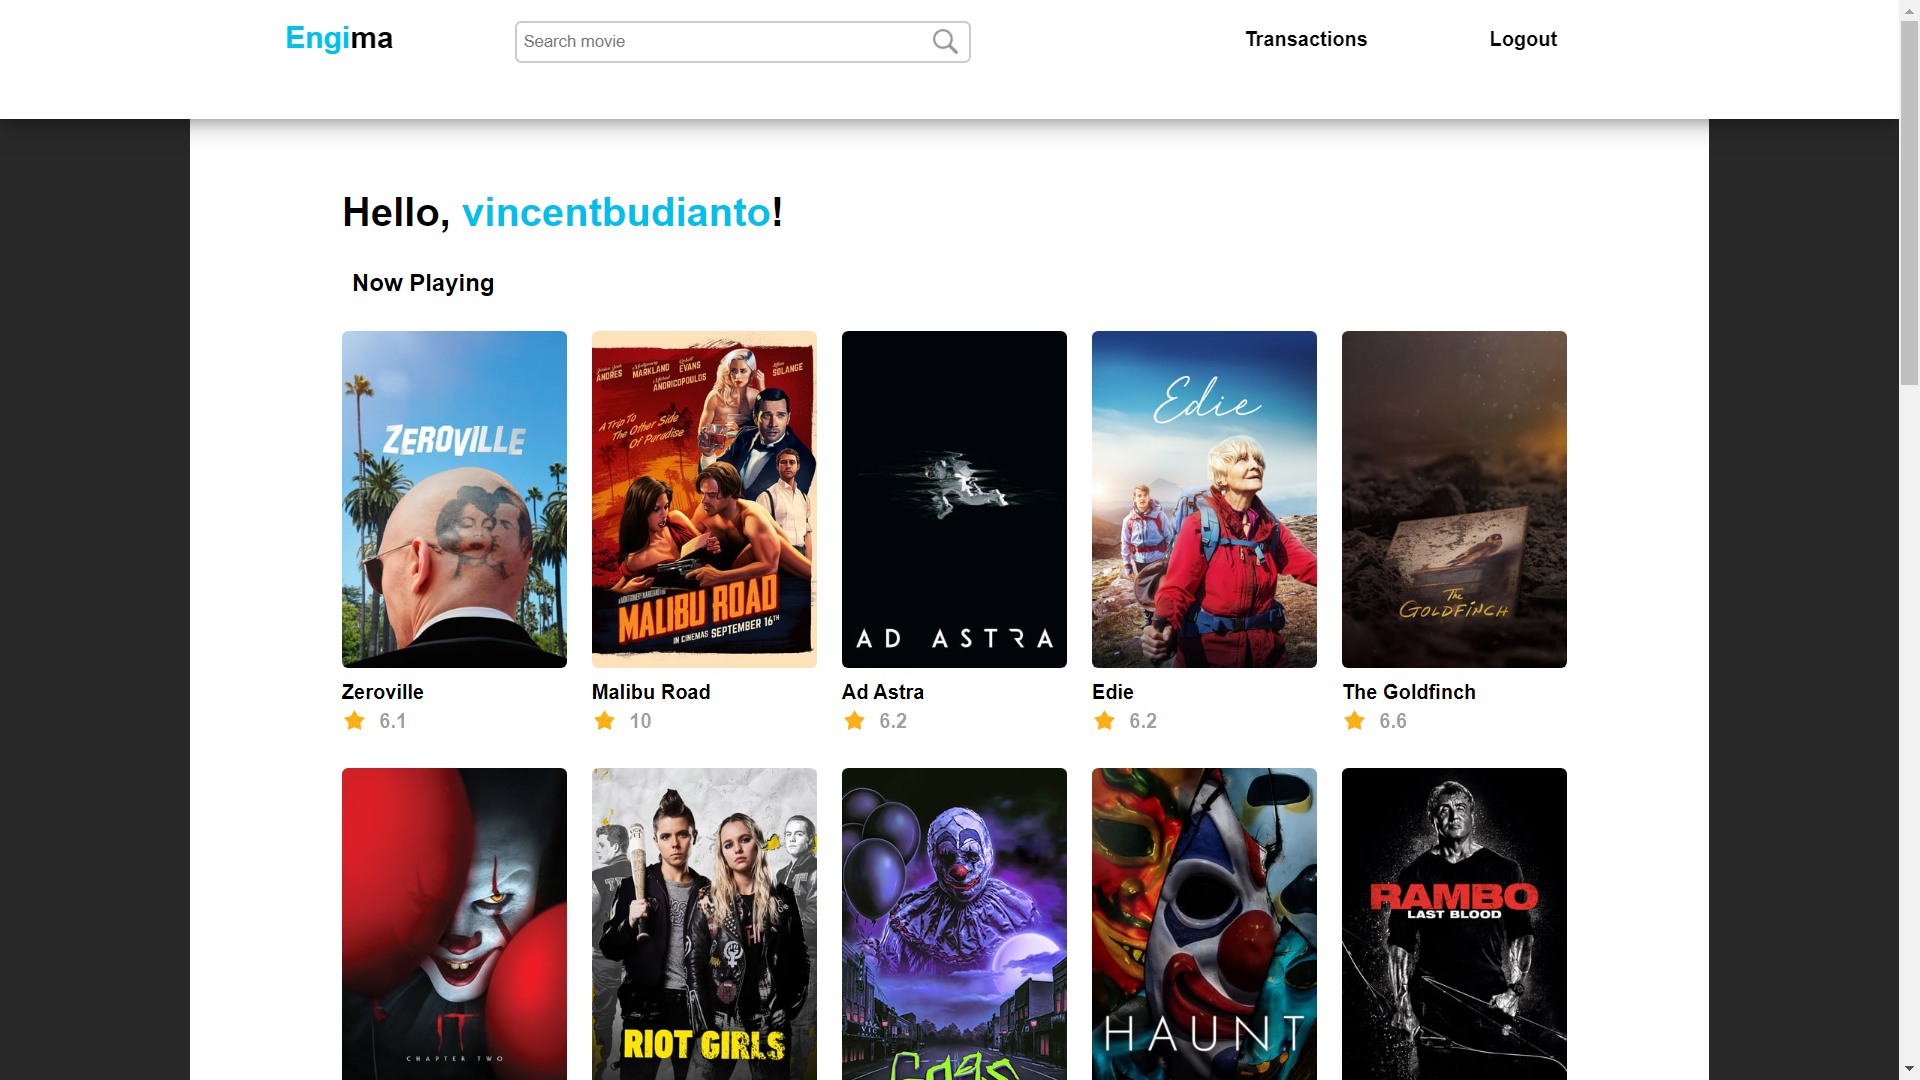 Engima
Search movie
Transactions
Logout
Hello, vincentbudianto!
Now Playing
ZEROVILLE
ANDRES
MARKLAND
EVANS
ANDRICOPOULOS
SOLANGE
A Trip To
The Other Side
Of Paradise
MALIBU ROAD
IN CINEMAS SEPTEMBER 16TH
AD ASTRA
Edie
The
GOLDFINCH
Zeroville
Malibu Road
Ad Astra
Edie
The Goldfinch
6.1
10
6.2
6.2
6.6
IT
CHAPTER TWO
RIOT GIRLS
HAUNT
RAMBO
LAST BLOOD